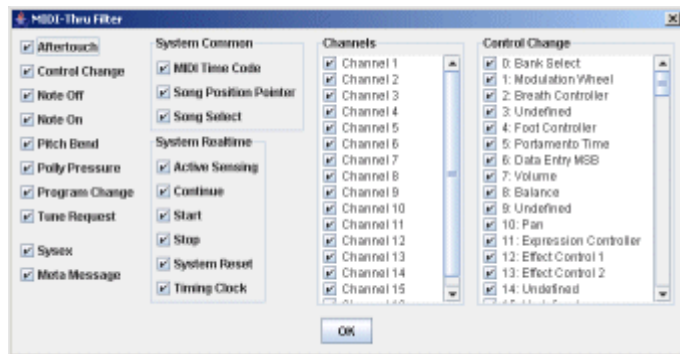 MIDI-Thru Filter
Aftertouch
Control Change
Note Off
Note On
Pitch Bend
Polly Pressure
Program Change
Tune Request
Sysex
Meta Message
System Common
MIDI Time Code
Song Position Pointer
Song Select
System Realtime
Active Sensing
Continue
Start
Stop
System Reset
Timing Clock
Channels
Channel 1
Channel 2
Channel 3
Channel 4
Channel 5
Channel 6
Channel 7
Channel 8
Channel 9
Channel 10
Channel 11
Channel 12
Channel 13
Channel 14
Channel 15
Control Change
0: Bank Select
1: Modulation Wheel
2: Breath Controller
3: Undefined
4: Foot Controller
5: Portamento Time
6: Data Entry MSB
7: Volume
8: Balance
9: Undefined
10: Pan
11: Expression Controller
12: Effect Control 1
13: Effect Control 2
14: Undefined
OK